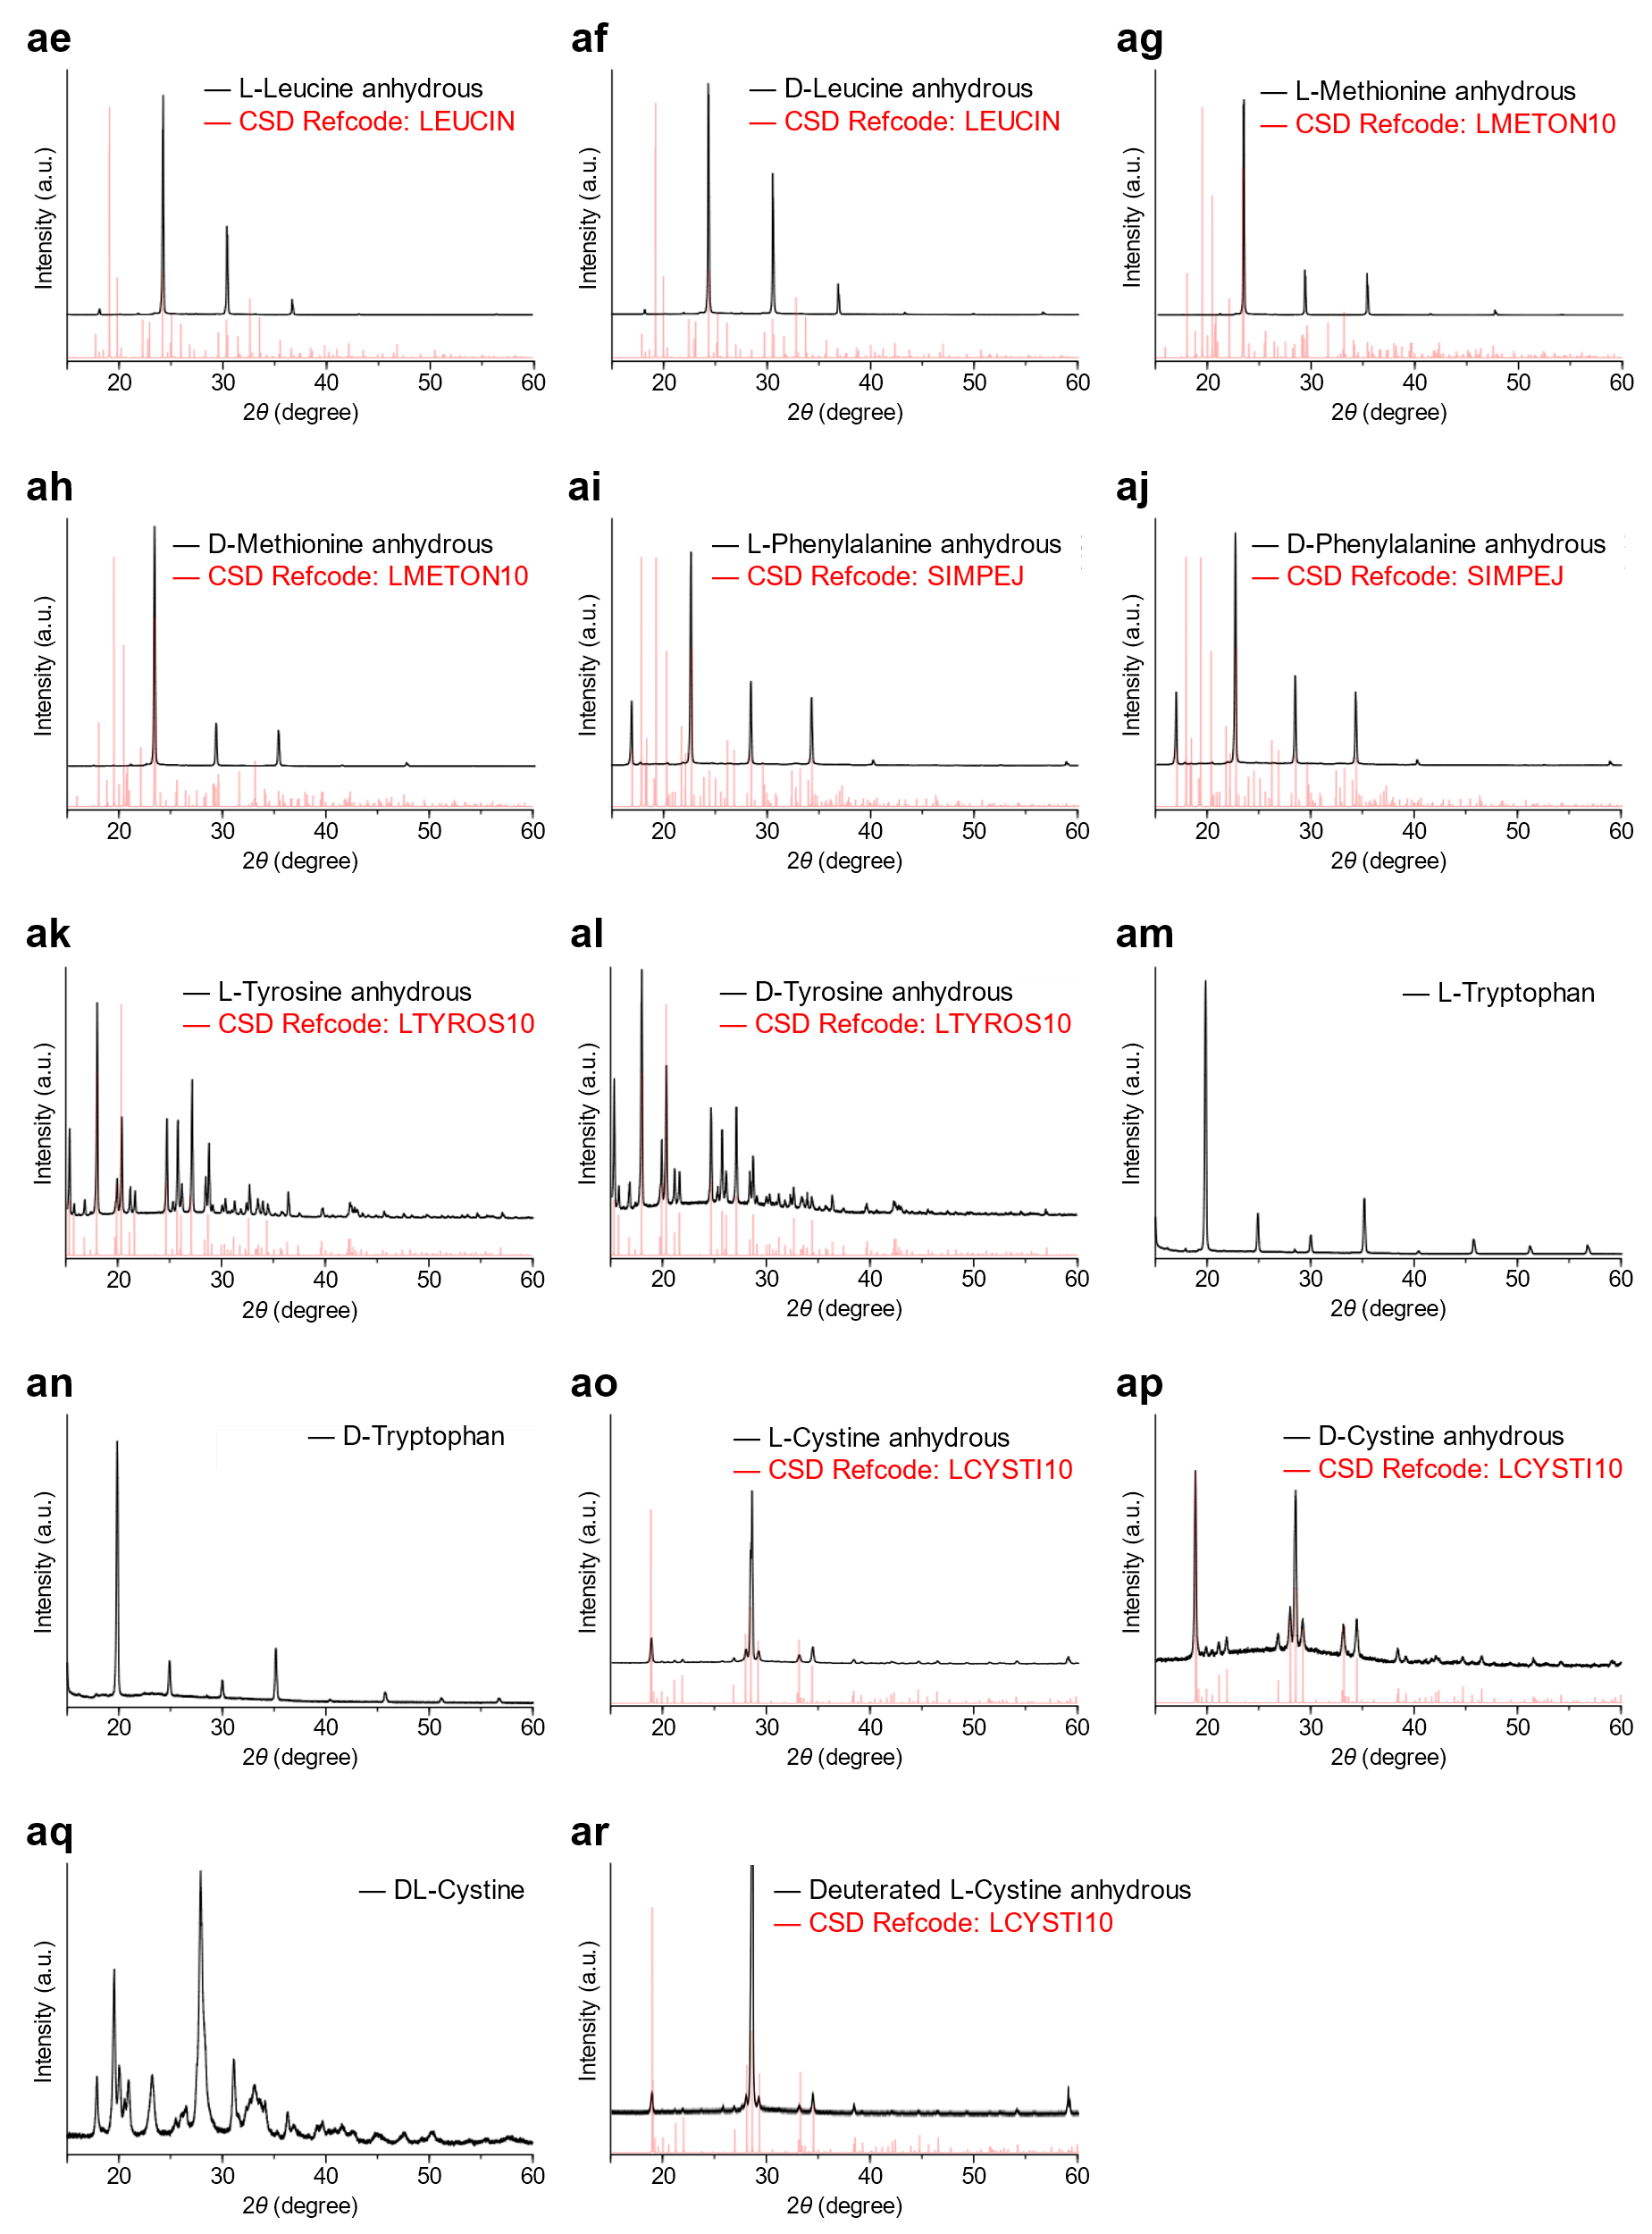 ae
— L-Leucine anhydrous
— CSD Refcode: LEUCIN
Intensity (a.u.)
20 30 40 50 60
2θ (degree)
af
— D-Leucine anhydrous
— CSD Refcode: LEUCIN
Intensity (a.u.)
20 30 40 50 60
2θ (degree)
ag
— L-Methionine anhydrous
— CSD Refcode: LMETON10
Intensity (a.u.)
20 30 40 50 60
2θ (degree)
ah
— D-Methionine anhydrous
— CSD Refcode: LMETON10
Intensity (a.u.)
20 30 40 50 60
2θ (degree)
ai
— L-Phenylalanine anhydrous
— CSD Refcode: SIMPEJ
Intensity (a.u.)
20 30 40 50 60
2θ (degree)
aj
— D-Phenylalanine anhydrous
— CSD Refcode: SIMPEJ
Intensity (a.u.)
20 30 40 50 60
2θ (degree)
ak
— L-Tyrosine anhydrous
— CSD Refcode: LTYROS10
Intensity (a.u.)
20 30 40 50 60
2θ (degree)
al
— D-Tyrosine anhydrous
— CSD Refcode: LTYROS10
Intensity (a.u.)
20 30 40 50 60
2θ (degree)
am
— L-Tryptophan
Intensity (a.u.)
20 30 40 50 60
2θ (degree)
an
— D-Tryptophan
Intensity (a.u.)
20 30 40 50 60
2θ (degree)
ao
— L-Cystine anhydrous
— CSD Refcode: LCYSTI10
Intensity (a.u.)
20 30 40 50 60
2θ (degree)
ap
— D-Cystine anhydrous
— CSD Refcode: LCYSTI10
Intensity (a.u.)
20 30 40 50 60
2θ (degree)
aq
— DL-Cystine
Intensity (a.u.)
20 30 40 50 60
2θ (degree)
ar
— Deuterated L-Cystine anhydrous
— CSD Refcode: LCYSTI10
Intensity (a.u.)
20 30 40 50 60
2θ (degree)